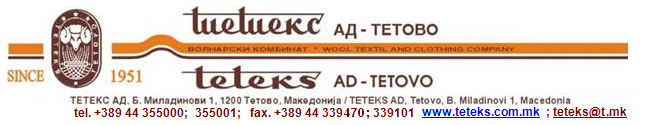 тетекс АД - ТЕТОВО
ВОЛНАРСКИ КОМБИНАТ * WOOL TEXTIL AND CLOTHING COMPANY
SINCE 1951
teteks AD - TETOVO
ТЕТЕКС АД, Б. Миладинови 1, 1200 Тетово, Македонија / TETEKS AD, Tetovo, B. Miladinovi 1, Macedonia
tel. +389 44 355000; 355001; fax. +389 44 339470; 339101 www.teteks.com.mk ; teteks@t.mk